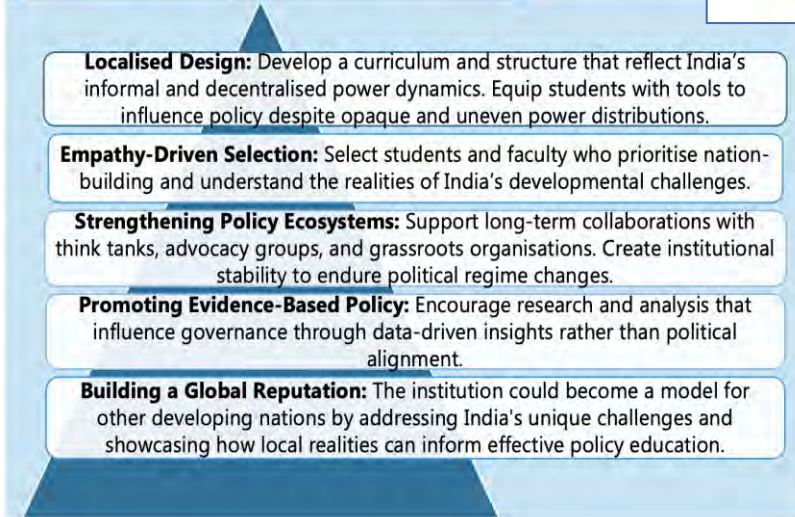 Localised Design: Develop a curriculum and structure that reflect India's
informal and decentralised power dynamics. Equip students with tools to
influence policy despite opaque and uneven power distributions.
Empathy-Driven Selection: Select students and faculty who prioritise nation-
building and understand the realities of India's developmental challenges.
Strengthening Policy Ecosystems: Support long-term collaborations with
think tanks, advocacy groups, and grassroots organisations. Create institutional
stability to endure political regime changes.
Promoting Evidence-Based Policy: Encourage research and analysis that
influence governance through data-driven insights rather than political
alignment.
Building a Global Reputation: The institution could become a model for
other developing nations by addressing India's unique challenges and
showcasing how local realities can inform effective policy education.